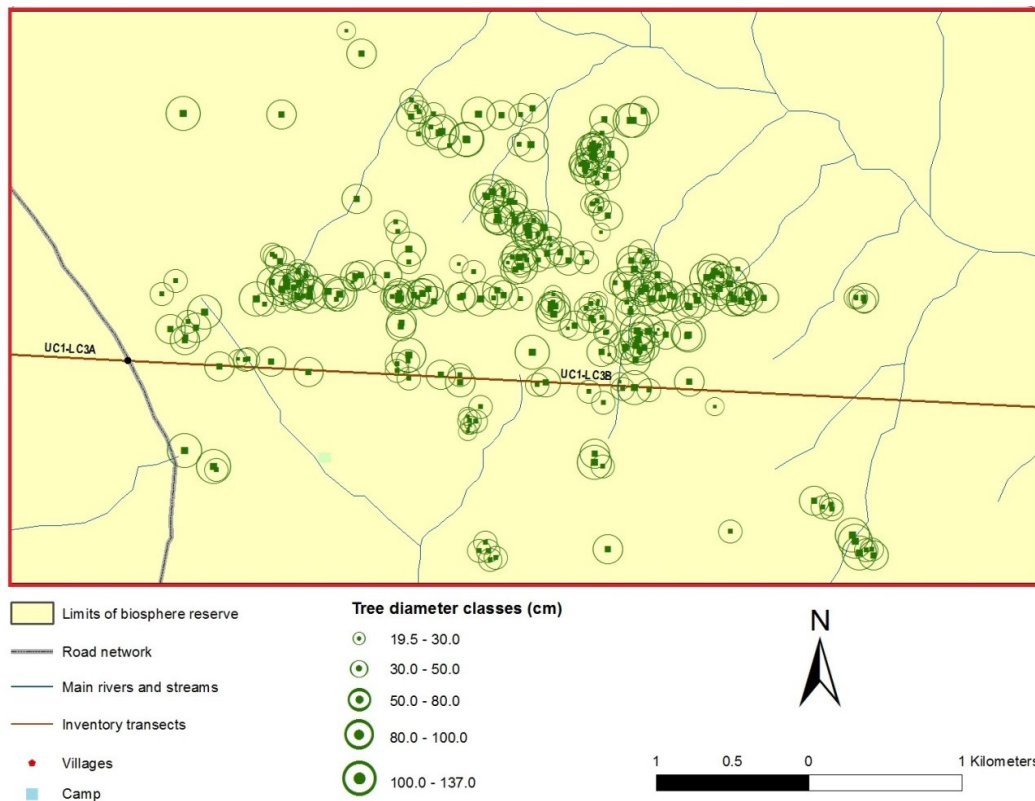 UC1-LC3A
UC1-LC3B
Limits of biosphere reserve
Road network
Main rivers and streams
Inventory transects
Villages
Camp
Tree diameter classes (cm)
19.5 - 30.0
30.0 - 50.0
50.0 - 80.0
80.0 - 100.0
100.0 - 137.0
N
1 0.5 0 1 Kilometers